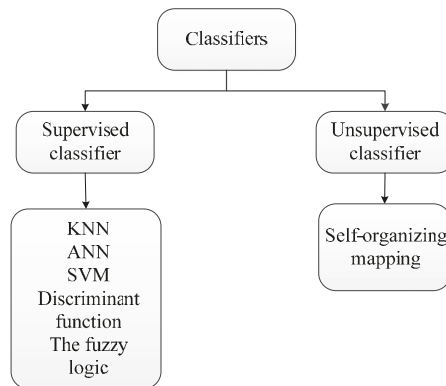 Classifiers
Supervised
classifier
Unsupervised
classifier
KNN
ANN
SVM
Discriminant
function
The fuzzy
logic
Self-organizing
mapping